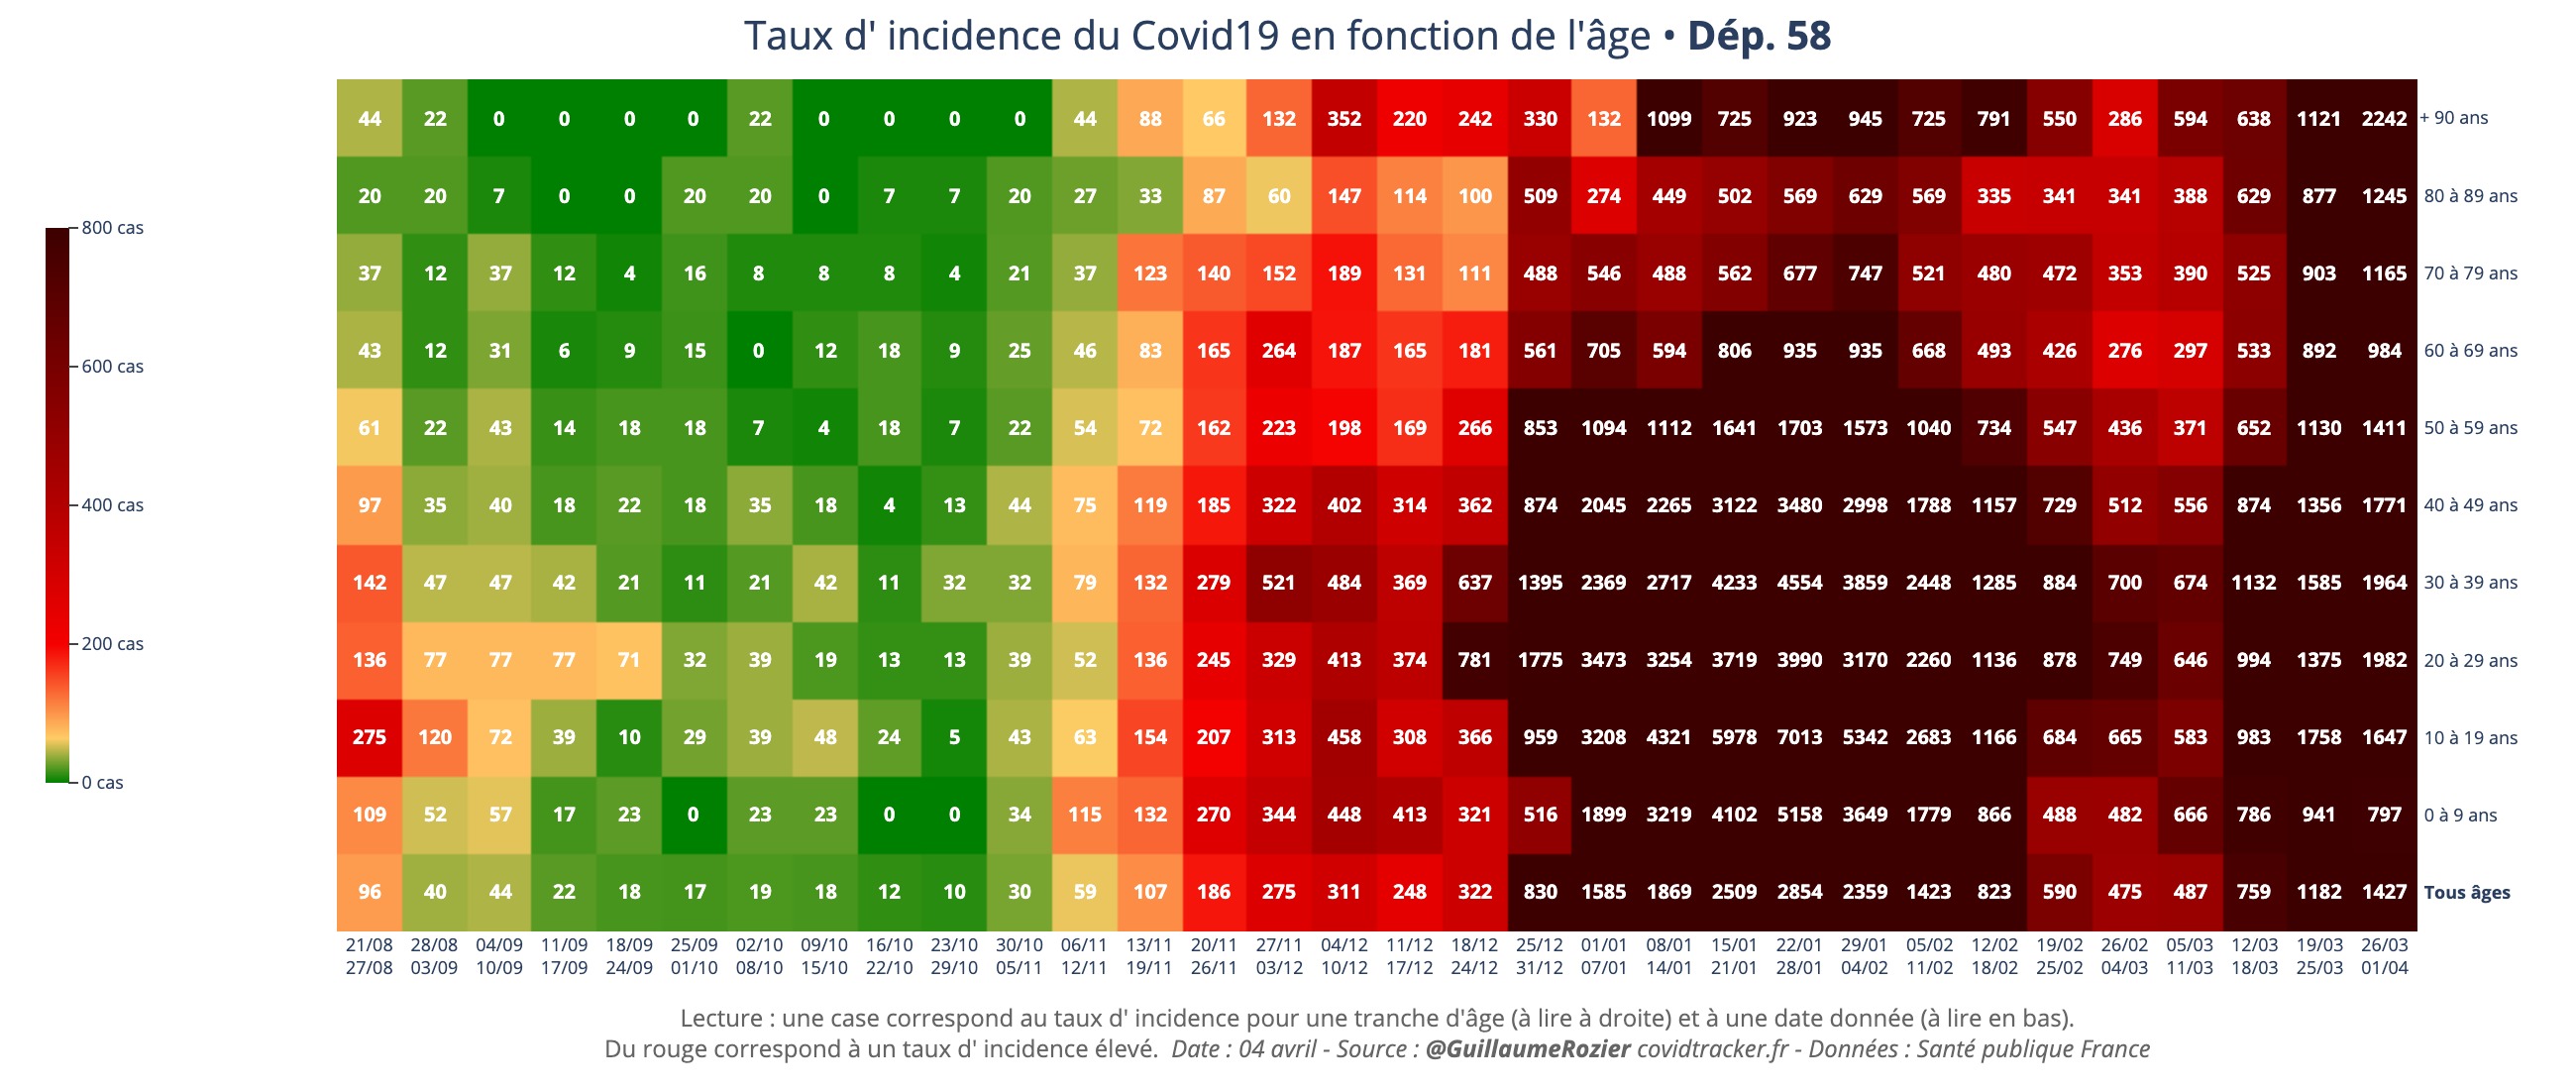 Taux d' incidence du Covid19 en fonction de l'âge • Dép. 58
800 cas
600 cas
400 cas
200 cas
0 cas
44 22 0 0 0 0 22 0 0 0 0 44 88 66 132 352 220 242 330 132 1099 725 923 945 725 791 550 286 594 638 1121 2242 + 90 ans
20 20 7 0 0 20 20 0 7 7 20 27 33 87 60 147 114 100 509 274 449 502 569 629 569 335 341 341 388 629 877 1245 80 à 89 ans
37 12 37 12 4 16 8 8 8 4 21 37 123 140 152 189 131 111 488 546 488 562 677 747 521 480 472 353 390 525 903 1165 70 à 79 ans
43 12 31 6 9 15 0 12 18 9 25 46 83 165 264 187 165 181 561 705 594 806 935 935 668 493 426 276 297 533 892 984 60 à 69 ans
61 22 43 14 18 18 7 4 18 7 22 54 72 162 223 198 169 266 853 1094 1112 1641 1703 1573 1040 734 547 436 371 652 1130 1411 50 à 59 ans
97 35 40 18 22 18 35 18 4 13 44 75 119 185 322 402 314 362 874 2045 2265 3122 3480 2998 1788 1157 729 512 556 874 1356 1771 40 à 49 ans
142 47 47 42 21 11 21 42 11 32 32 79 132 279 521 484 369 637 1395 2369 2717 4233 4554 3859 2448 1285 884 700 674 1132 1585 1964 30 à 39 ans
136 77 77 77 71 32 39 19 13 13 39 52 136 245 329 413 374 781 1775 3473 3254 3719 3990 3170 2260 1136 878 749 646 994 1375 1982 20 à 29 ans
275 120 72 39 10 29 39 48 24 5 43 63 154 207 313 458 308 366 959 3208 4321 5978 7013 5342 2683 1166 684 665 583 983 1758 1647 10 à 19 ans
109 52 57 17 23 0 23 23 0 0 34 115 132 270 344 448 413 321 516 1899 3219 4102 5158 3649 1779 866 488 482 666 786 941 797 0 à 9 ans
96 40 44 22 18 17 19 18 12 10 30 59 107 186 275 311 248 322 830 1585 1869 2509 2854 2359 1423 823 590 475 487 759 1182 1427 Tous âges
21/08 28/08 04/09 11/09 18/09 25/09 02/10 09/10 16/10 23/10 30/10 06/11 13/11 20/11 27/11 04/12 11/12 18/12 25/12 01/01 08/01 15/01 22/01 29/01 05/02 12/02 19/02 26/02 05/03 12/03 19/03 26/03
27/08 03/09 10/09 17/09 24/09 01/10 08/10 15/10 22/10 29/10 05/11 12/11 19/11 26/11 03/12 10/12 17/12 24/12 31/12 07/01 14/01 21/01 28/01 04/02 11/02 18/02 25/02 04/03 11/03 18/03 25/03 01/04
Lecture : une case correspond au taux d' incidence pour une tranche d'âge (à lire à droite) et à une date donnée (à lire en bas).
Du rouge correspond à un taux d' incidence élevé. Date : 04 avril - Source : @GuillaumeRozier covidtracker.fr - Données : Santé publique France